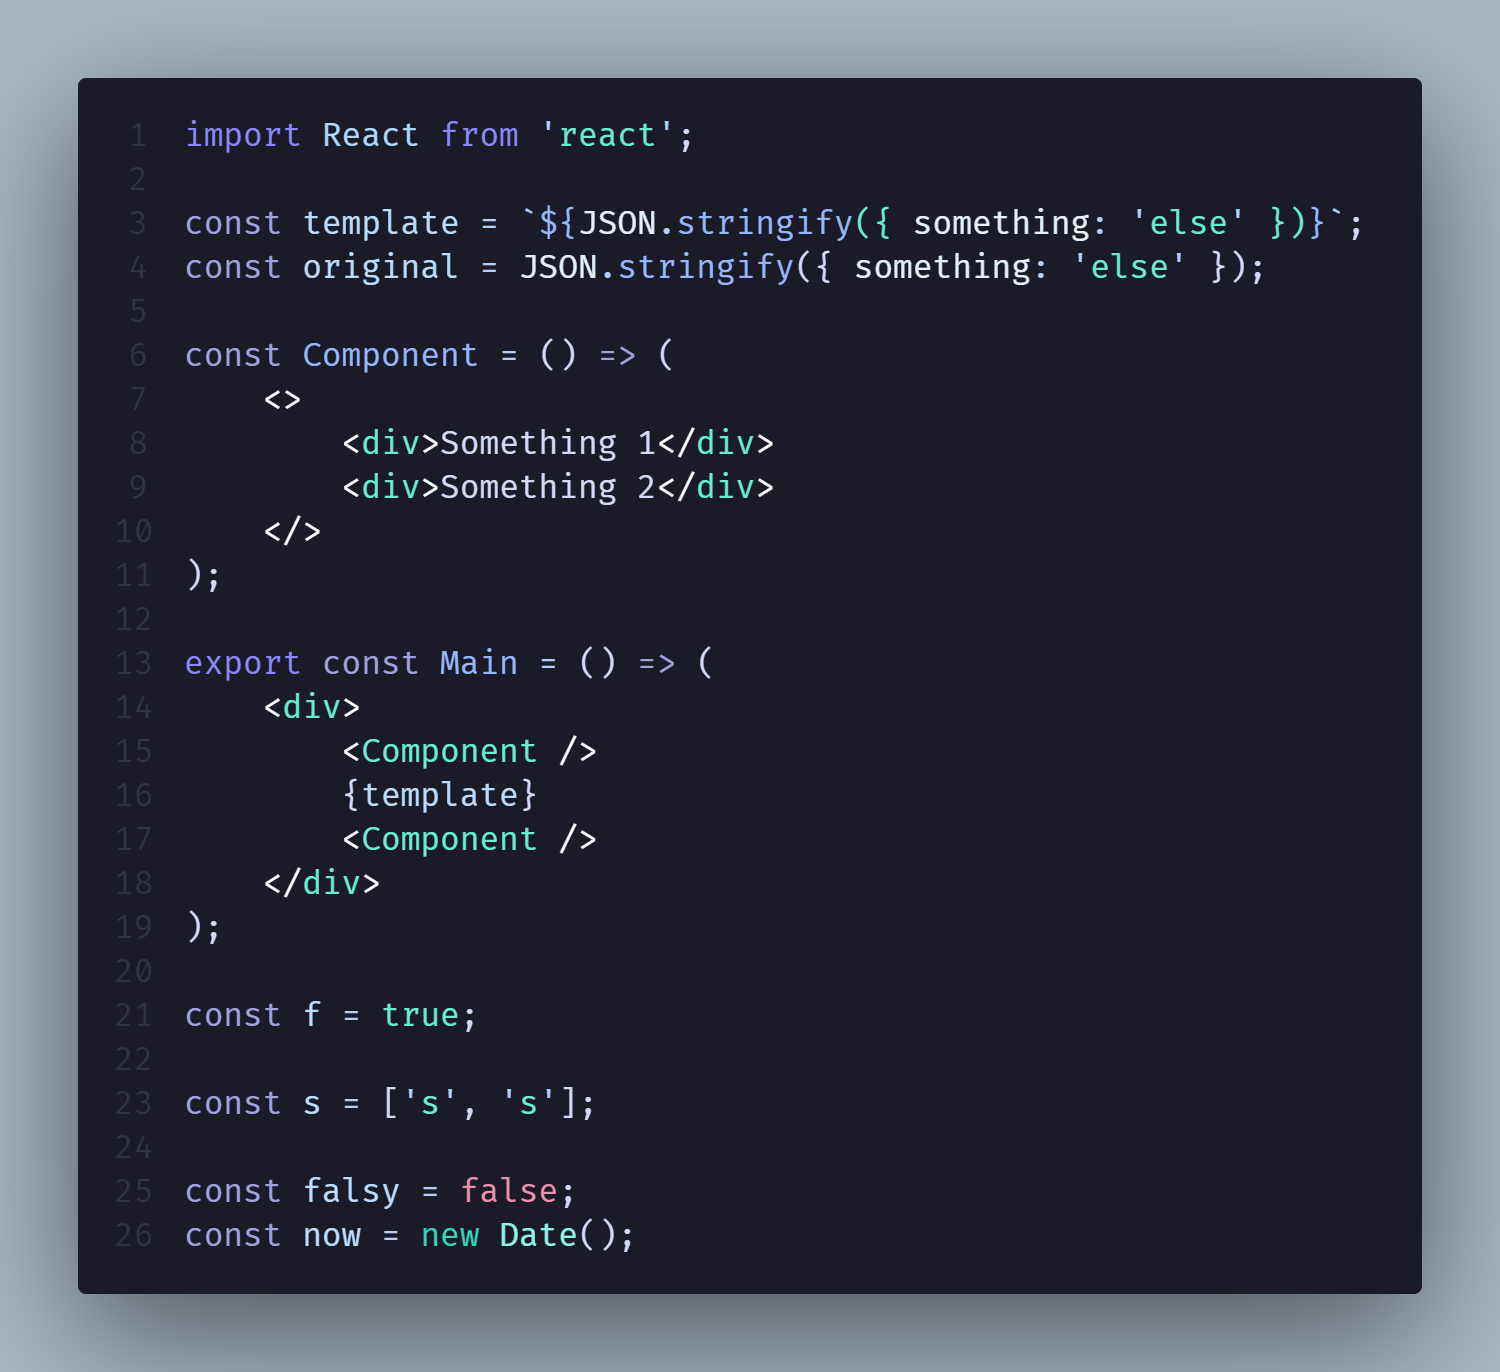 1 import React from 'react';
2
3 const template = `${JSON.stringify({ something: 'else' })}`;
4 const original = JSON.stringify({ something: 'else' });
5
6 const Component = () => (
7     <>
8         <div>Something 1</div>
9         <div>Something 2</div>
10     </>
11 );
12
13 export const Main = () => (
14     <div>
15         <Component />
16         {template}
17         <Component />
18     </div>
19 );
20
21 const f = true;
22
23 const s = ['s', 's'];
24
25 const falsy = false;
26 const now = new Date();